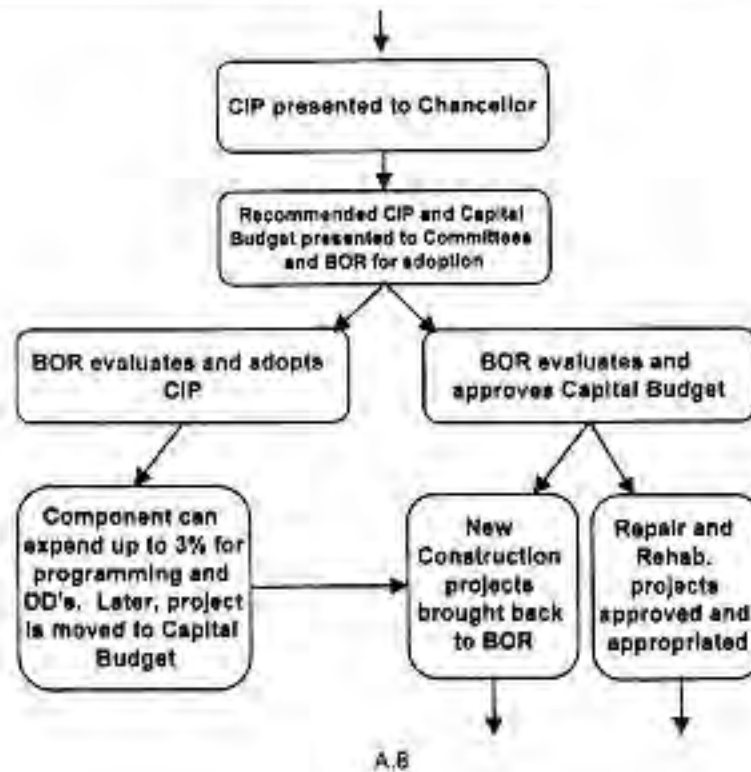 CIP presented to Chancellor
Recommended CIP and Capital
Budget presented to Committees
and BOR for adoption
BOR evaluates and adopts
CIP
BOR evaluates and
approves Capital Budget
Component can
expend up to 3% for
programming and
DD's. Later, project
is moved to Capital
Budget
New
Construction
projects
brought back
to BOR
Repair and
Rehab.
projects
approved and
appropriated